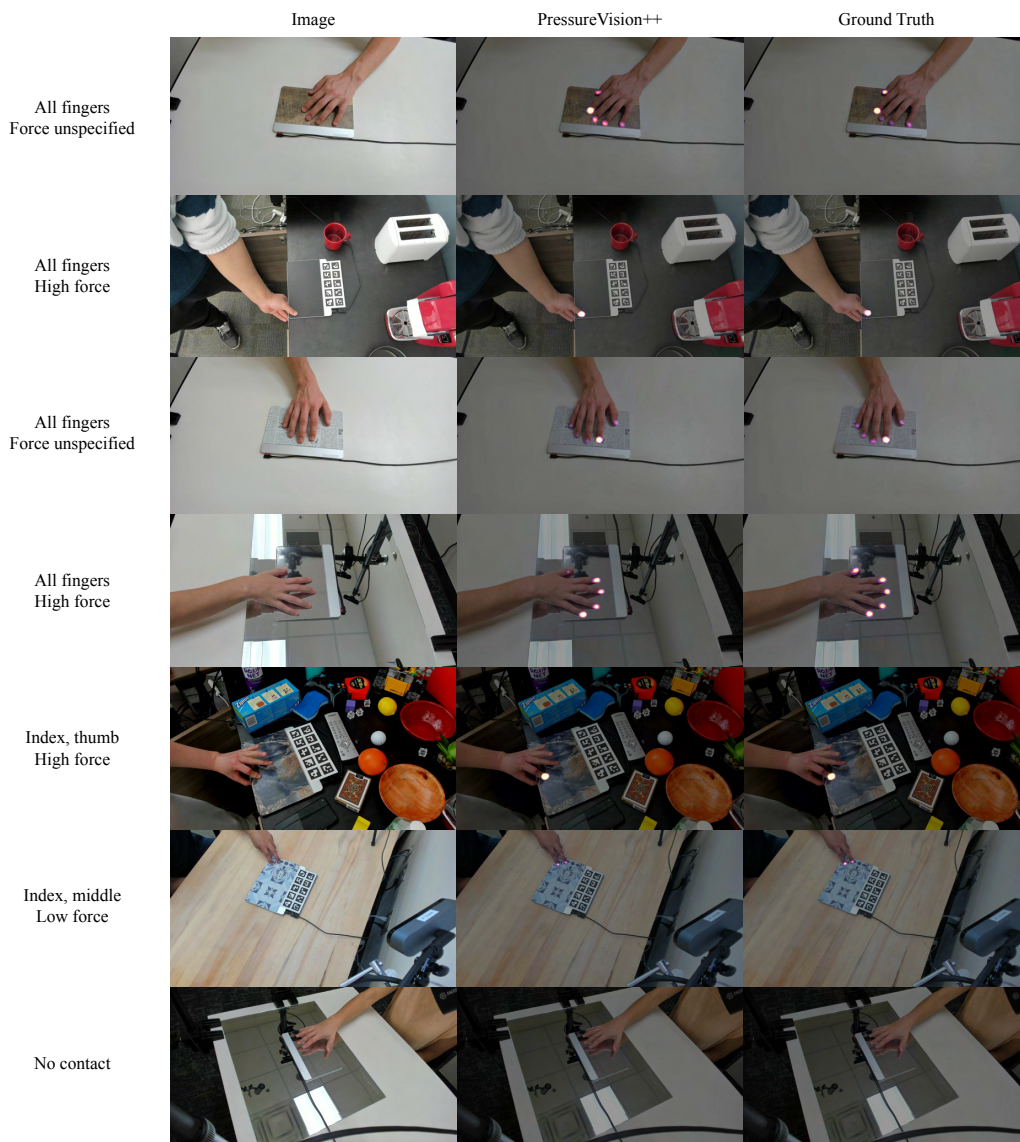 Image PressureVision++ Ground Truth
All fingers
Force unspecified
All fingers
High force
All fingers
Force unspecified
All fingers
High force
Index, thumb
High force
Index, middle
Low force
No contact